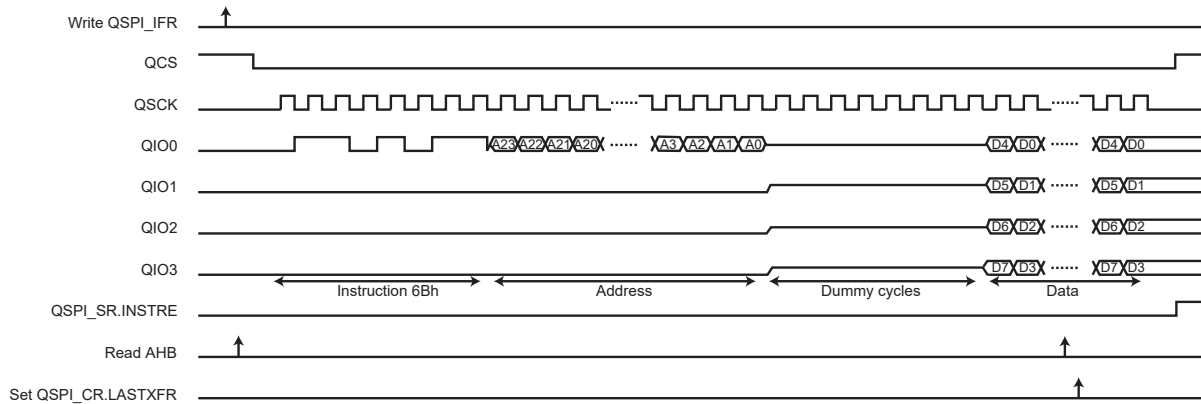 Write QSPI_IFR
QCS
QSCK
QIO0 A23 A22 A21 A20 A3 A2 A1 A0 D4 D0 D4 D0
QIO1 D5 D1 D5 D1
QIO2 D6 D2 D6 D2
QIO3 D7 D3 D7 D3
Instruction 6Bh Address Dummy cycles Data
QSPI_SR.INSTRE
Read AHB
Set QSPI_CR.LASTXFR